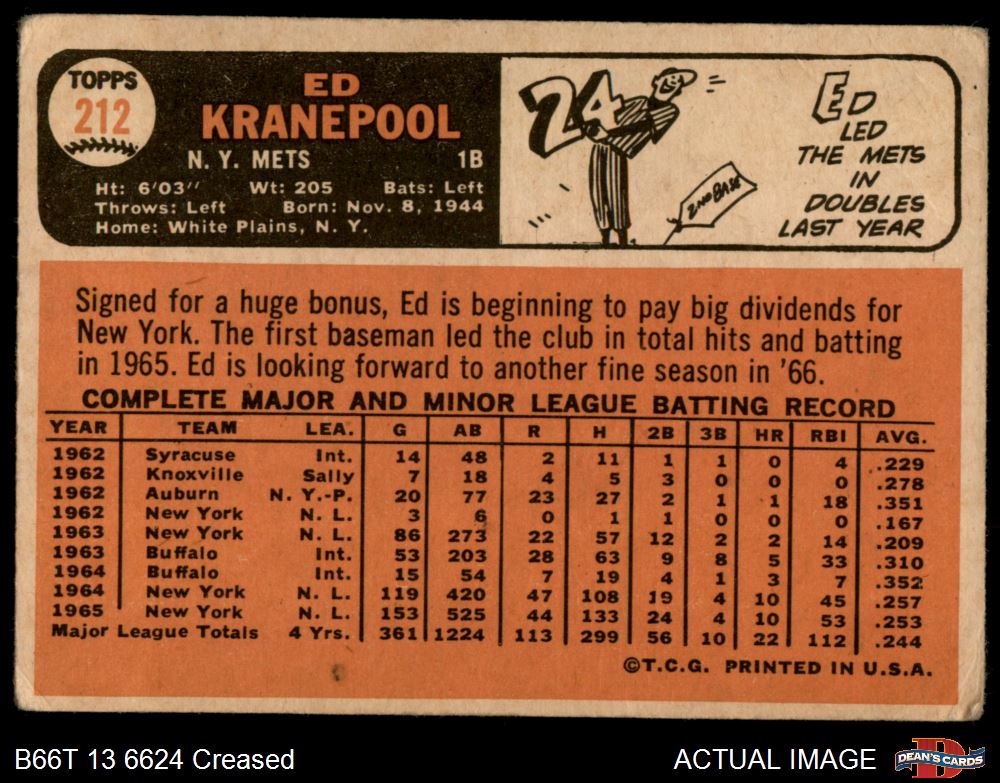 TOPPS
212
ED
KRANEPOOL
N. Y. METS 1B
Ht: 6'03" Wt: 205 Bats: Left
Throws: Left Born: Nov. 8, 1944
Home: White Plains, N. Y.
24
2ND BASE
ED
LED
THE METS
IN
DOUBLES
LAST YEAR
Signed for a huge bonus, Ed is beginning to pay big dividends for
New York. The first baseman led the club in total hits and batting
in 1965. Ed is looking forward to another fine season in '66.
COMPLETE MAJOR AND MINOR LEAGUE BATTING RECORD
YEAR TEAM LEA. G AB R H 2B 3B HR RBI AVG.
1962 Syracuse Int. 14 48 2 11 1 1 0 4 .229
1962 Knoxville Sally 7 18 4 5 3 0 0 0 .278
1962 Auburn N. Y.-P. 20 77 23 27 2 1 1 18 .351
1962 New York N. L. 3 6 0 1 1 0 0 0 .167
1963 New York N. L. 86 273 22 57 12 2 2 14 .209
1963 Buffalo Int. 53 203 28 63 9 8 5 33 .310
1964 Buffalo Int. 15 54 7 19 4 1 3 7 .352
1964 New York N. L. 119 420 47 108 19 4 10 45 .257
1965 New York N. L. 153 525 44 133 24 4 10 53 .253
Major League Totals 4 Yrs. 361 1224 113 299 56 10 22 112 .244
©T.C.G. PRINTED IN U.S.A.
B66T 13 6624 Creased
ACTUAL IMAGE
D
DEAN'S CARDS